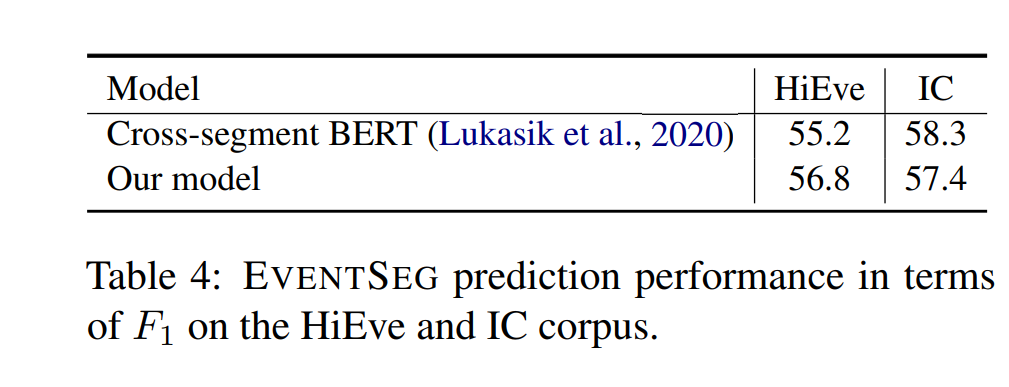 Model HiEve IC
Cross-segment BERT (Lukasik et al., 2020) 55.2 58.3
Our model 56.8 57.4
Table 4: EVENTSEG prediction performance in terms
of F1 on the HiEve and IC corpus.